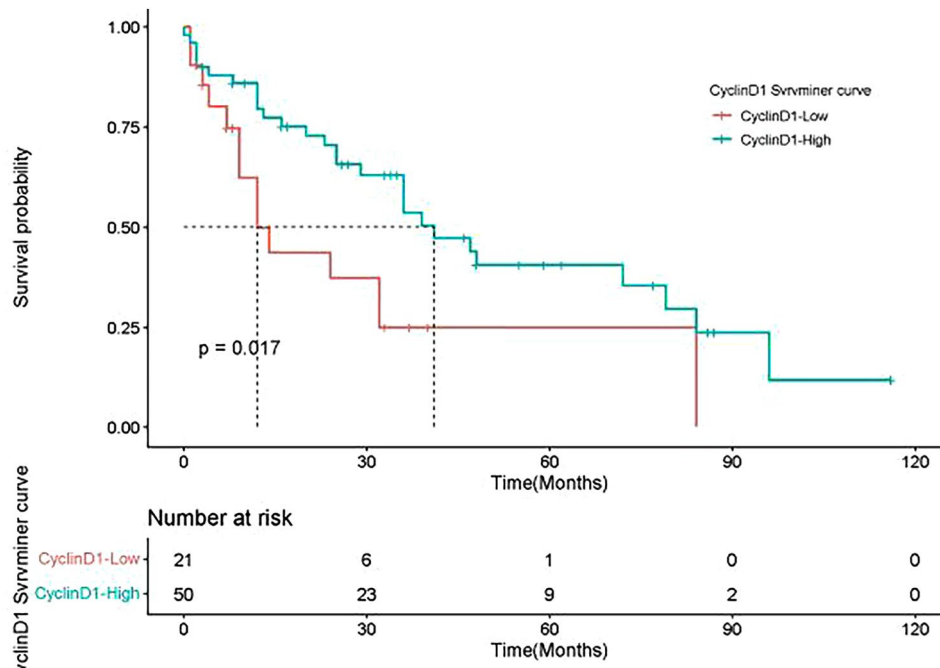 1.00
CyclinD1 Svrvminer curve
CyclinD1-Low
CyclinD1-High
0.75
Survival probability
0.50
0.25
p = 0.017
0.00
0 30 60 90 120
Time(Months)
Number at risk
CyclinD1 Svrvminer curve
CyclinD1-Low 21 6 1 0 0
CyclinD1-High 50 23 9 2 0
0 30 60 90 120
Time(Months)